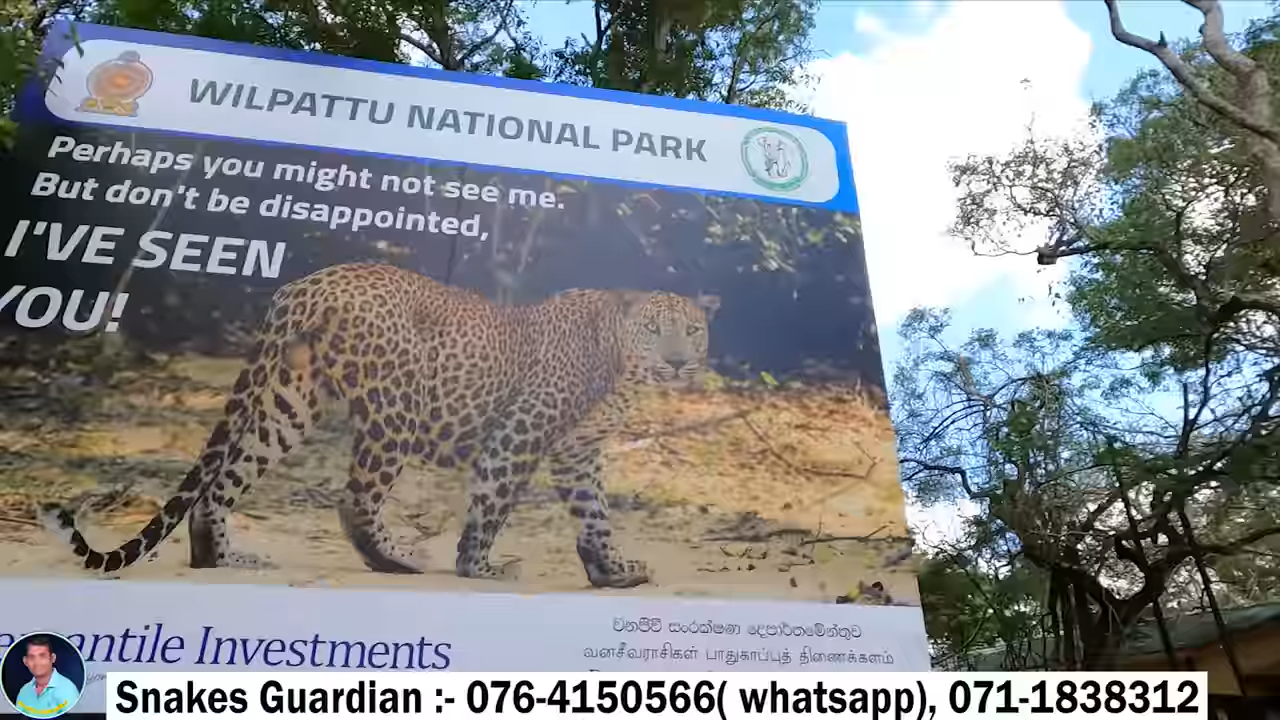 WILPATTU NATIONAL PARK
Perhaps you might not see me.
But don't be disappointed,
I'VE SEEN
YOU!
antile Investments
වනජීවී සංරක්ෂණ දෙපාර්තමේන්තුව
வனசீவராசிகள் பாதுகாப்புத் திணைக்களம்
Snakes Guardian :- 076-4150566( whatsapp), 071-1838312